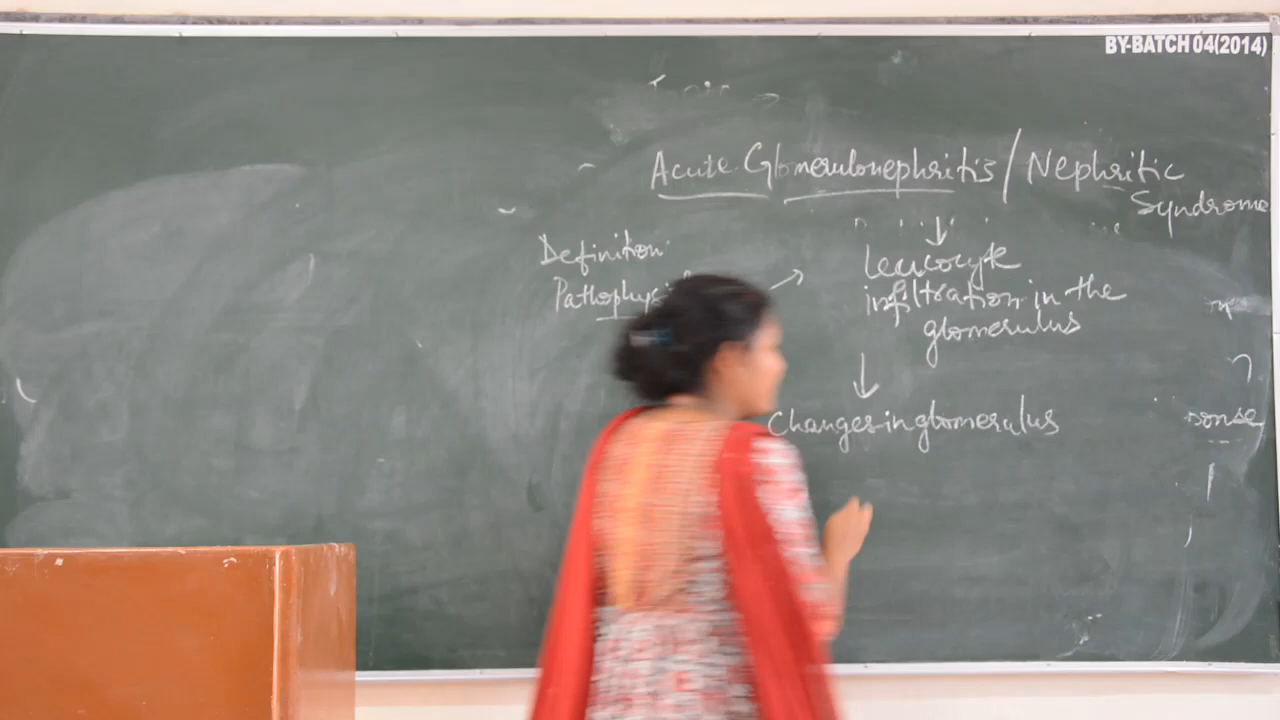 BY-BATCH 04(2014)
Acute Glomerulonephritis/Nephritic
Syndrome
Definition
Leucocyte
infiltration in the
glomerulus
Changes in glomerulus